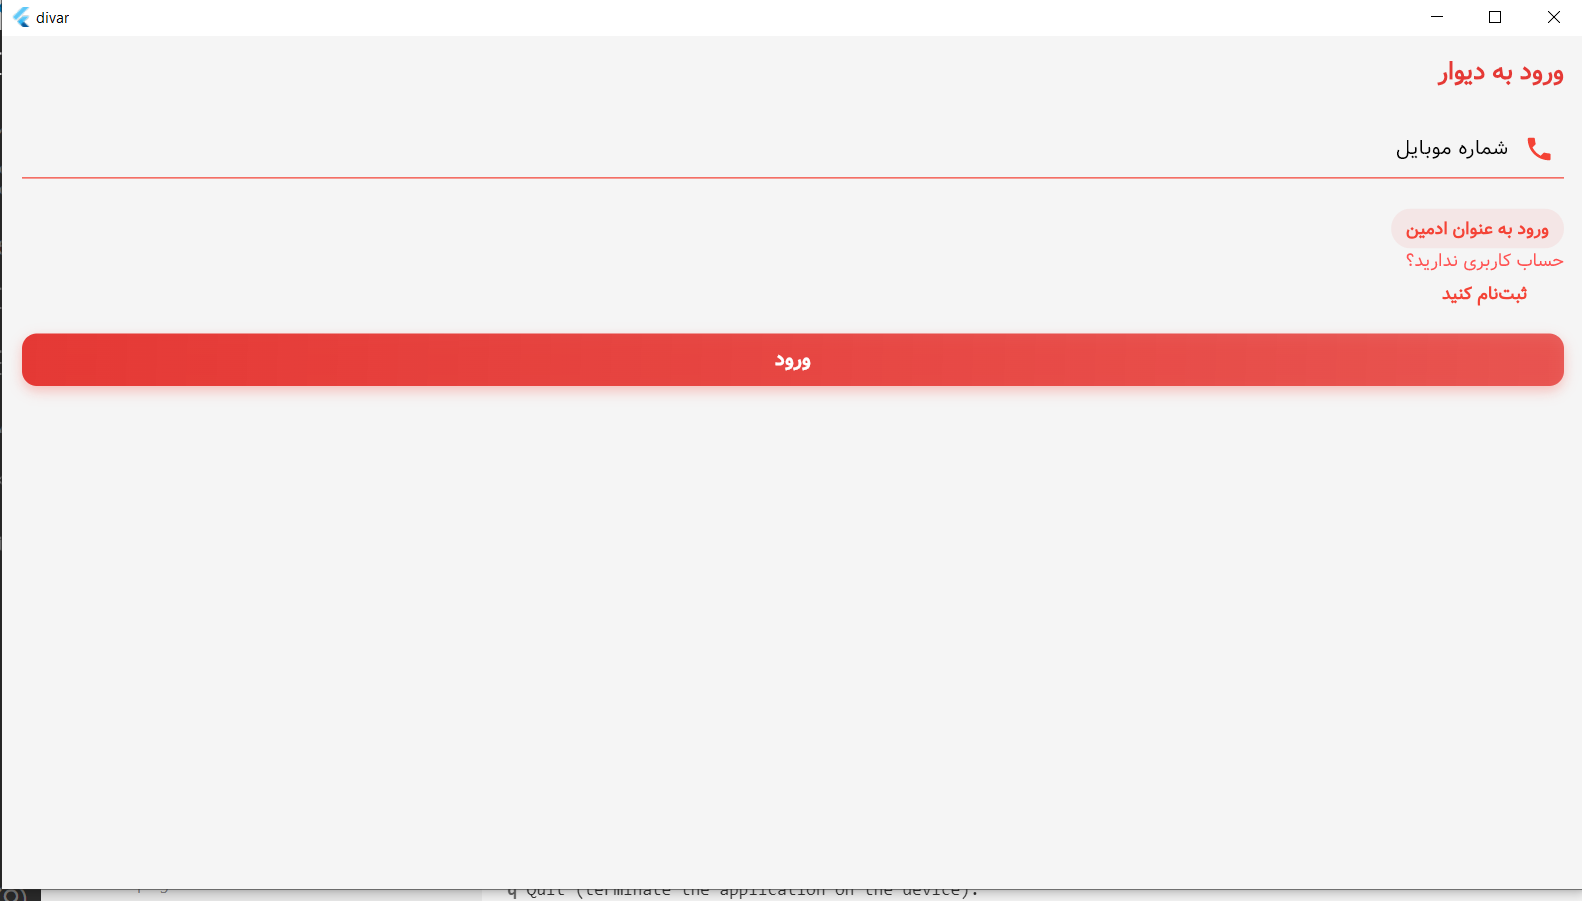 divar
ورود به دیوار
شماره موبایل
ورود به عنوان ادمین
حساب کاربری ندارید؟
ثبت‌نام کنید
ورود
q Quit (terminate the application on the device).